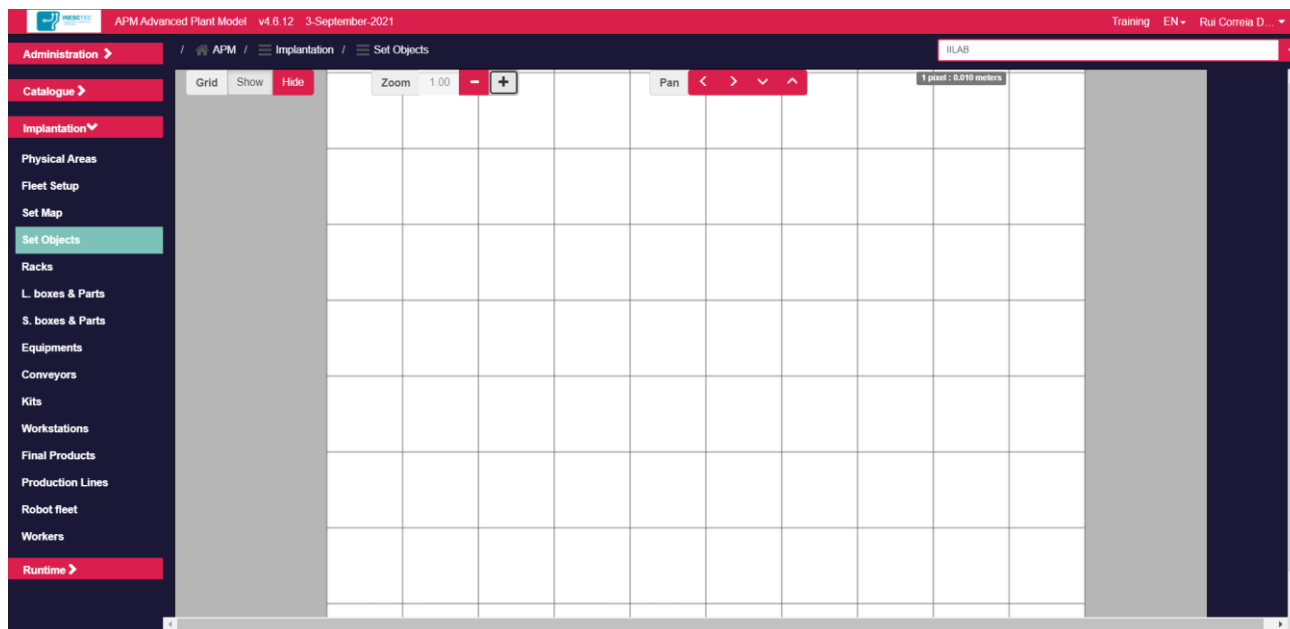 INESCTEC
APM Advanced Plant Model v4.6.12 3-September-2021
Training EN Rui Correia D...
Administration
/ APM / Implantation / Set Objects
IILAB
Catalogue
Grid Show Hide
Zoom 1.00 - +
Pan
1 pixel : 0.010 meters
Implantation
Physical Areas
Fleet Setup
Set Map
Set Objects
Racks
L. boxes & Parts
S. boxes & Parts
Equipments
Conveyors
Kits
Workstations
Final Products
Production Lines
Robot fleet
Workers
Runtime